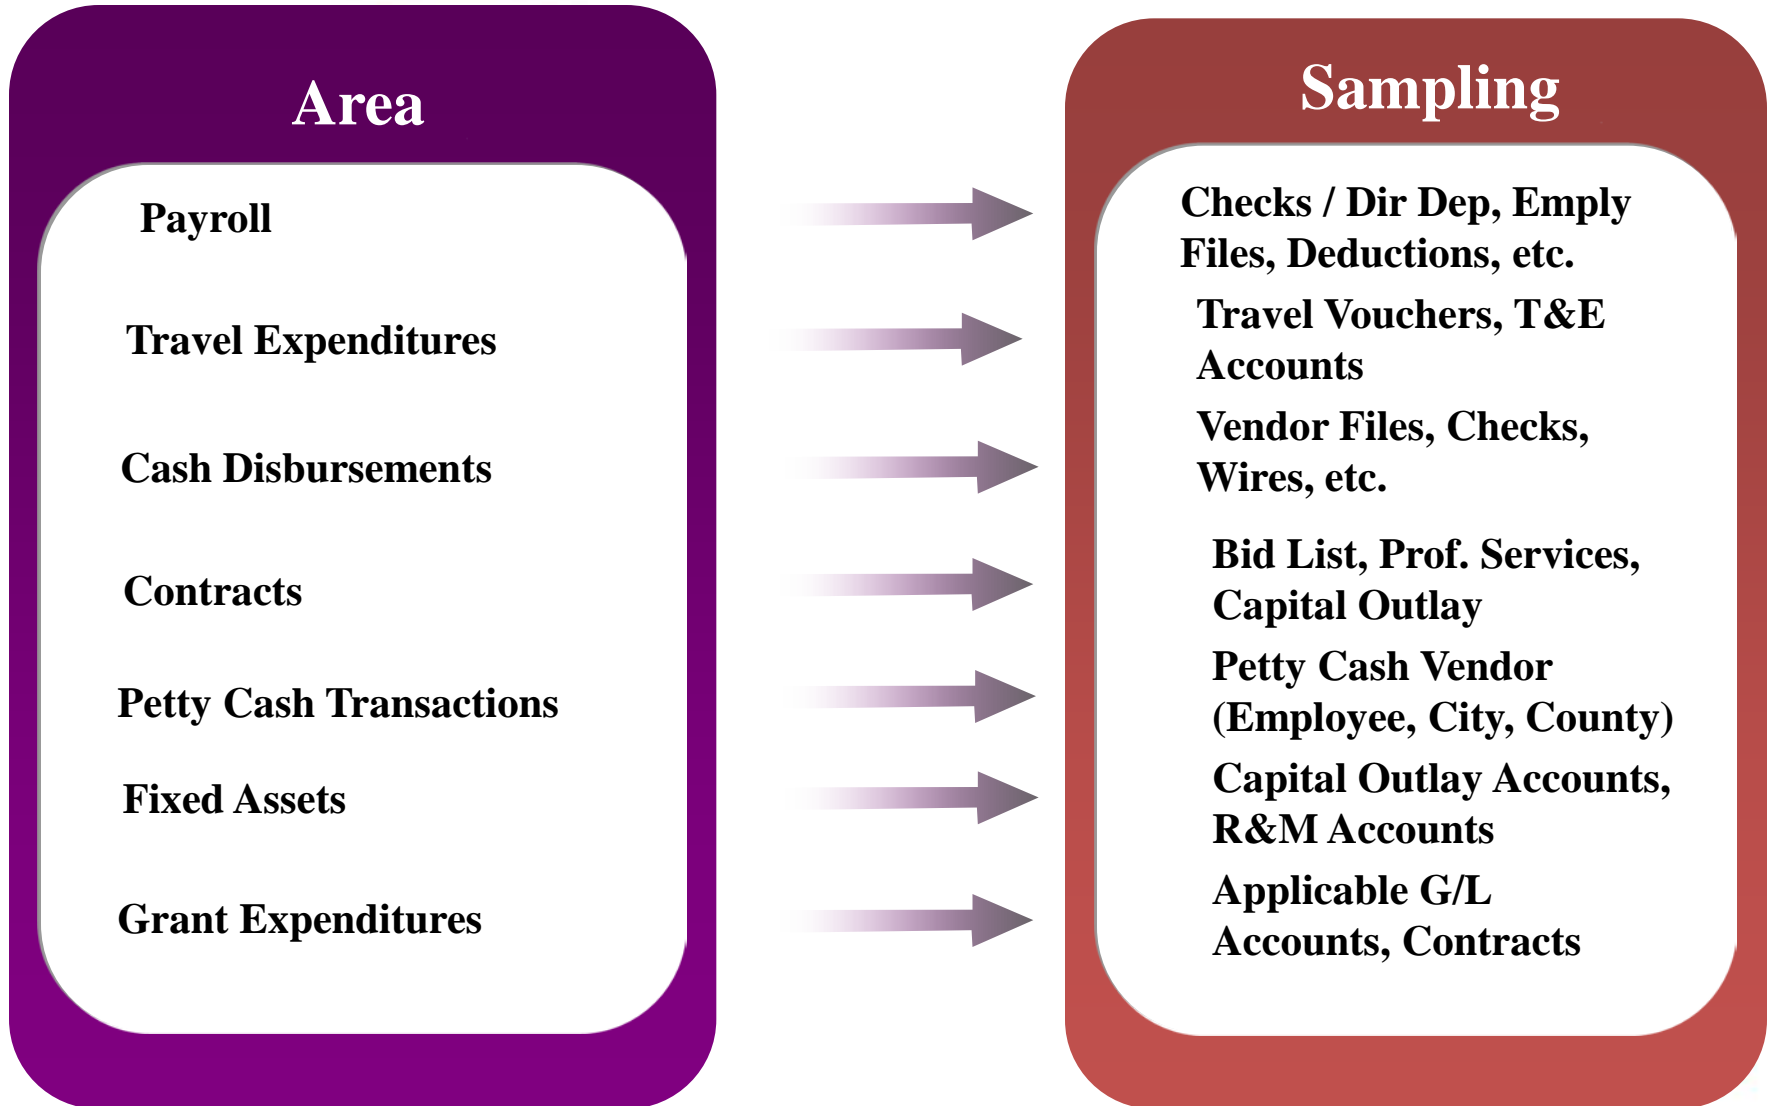 Area
Payroll
Travel Expenditures
Cash Disbursements
Contracts
Petty Cash Transactions
Fixed Assets
Grant Expenditures
Sampling
Checks / Dir Dep, Emply
Files, Deductions, etc.
Travel Vouchers, T&E
Accounts
Vendor Files, Checks,
Wires, etc.
Bid List, Prof. Services,
Capital Outlay
Petty Cash Vendor
(Employee, City, County)
Capital Outlay Accounts,
R&M Accounts
Applicable G/L
Accounts, Contracts